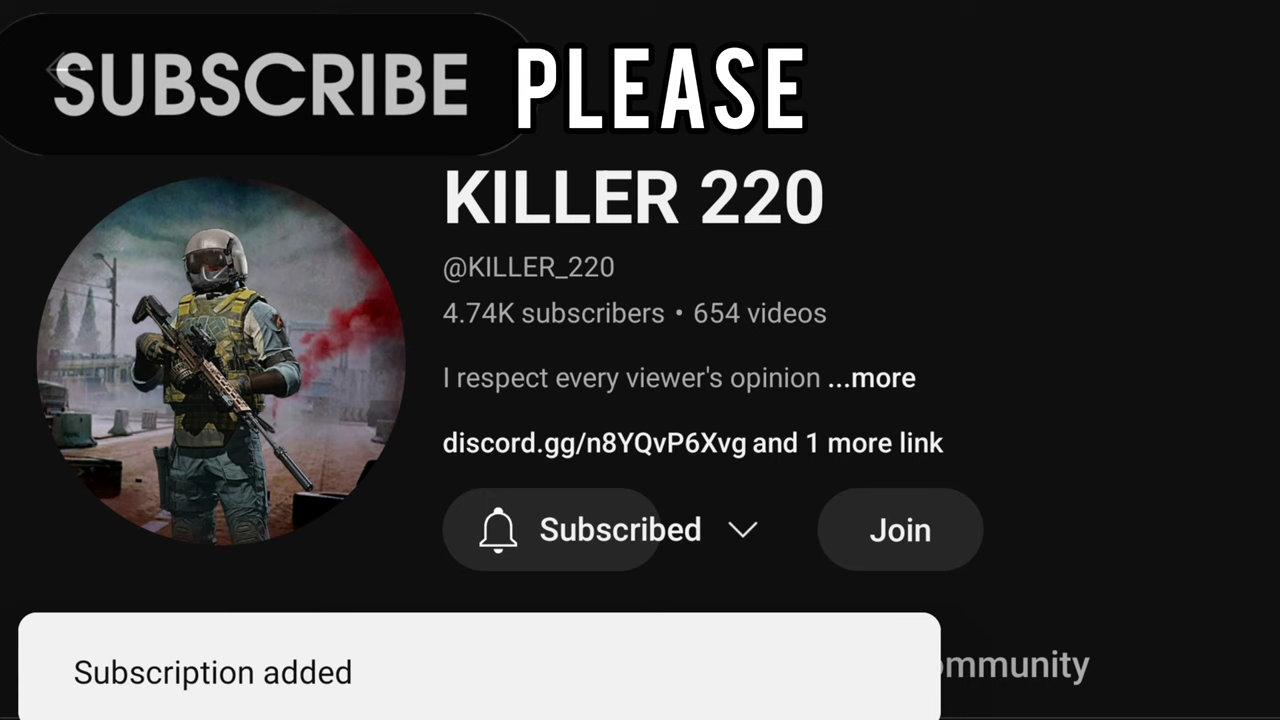 SUBSCRIBE PLEASE
KILLER 220
@KILLER_220
4.74K subscribers • 654 videos
I respect every viewer's opinion ...more
discord.gg/n8YQvP6Xvg and 1 more link
Subscribed Join
Subscription added
ommunity